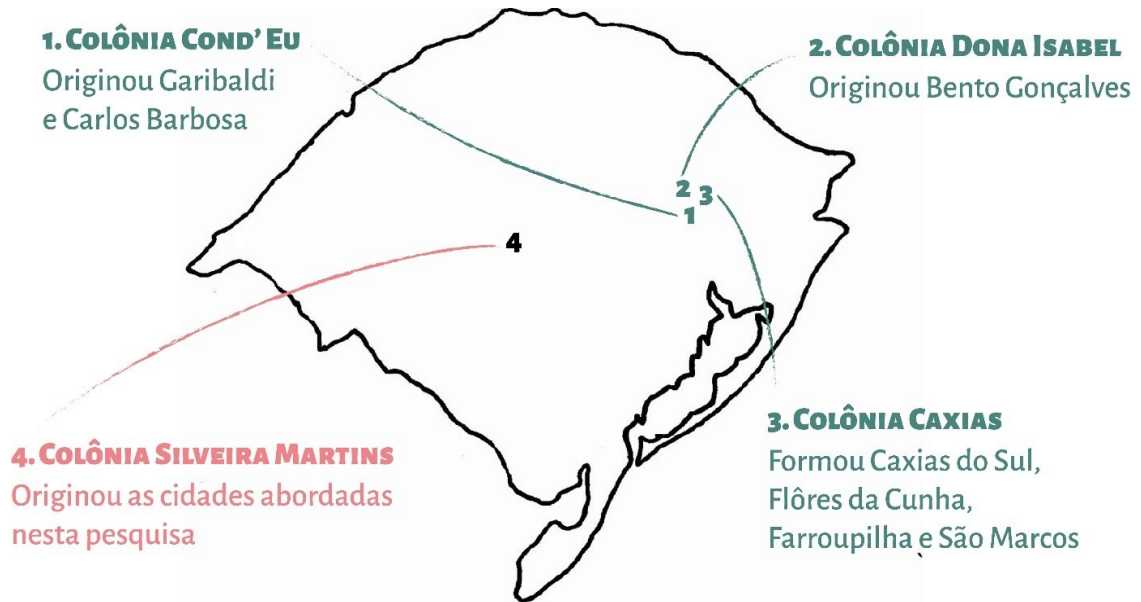 1. Colônia Cond' Eu
Originou Garibaldi
e Carlos Barbosa
2. Colônia Dona Isabel
Originou Bento Gonçalves
2
3
1
4
4. Colônia Silveira Martins
Originou as cidades abordadas
nesta pesquisa
3. Colônia Caxias
Formou Caxias do Sul,
Flôres da Cunha,
Farroupilha e São Marcos